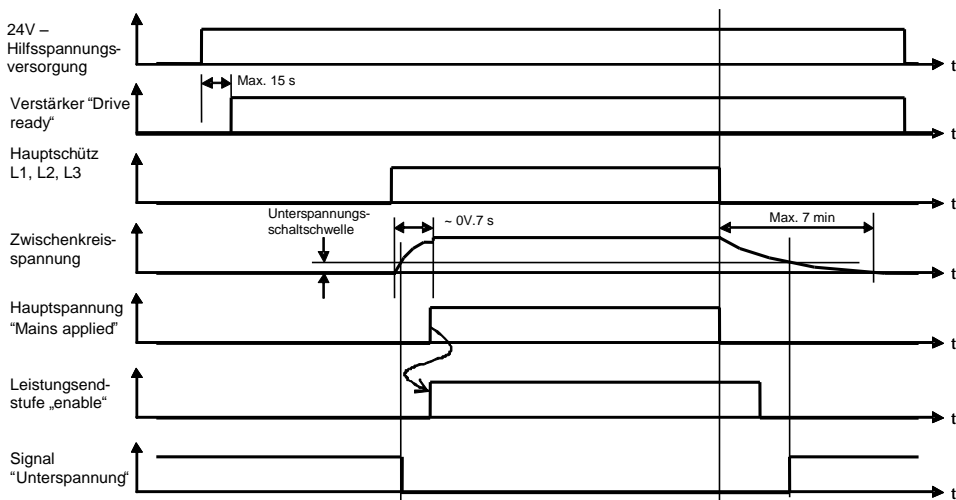 24V –
Hilfsspannungs-
versorgung
t
Max. 15 s
Verstärker “Drive
ready“
t
Hauptschütz
L1, L2, L3
t
Unterspannungs-
schaltschwelle
~ 0V.7 s
Max. 7 min
Zwischenkreis-
spannung
t
Hauptspannung
“Mains applied”
t
Leistungsend-
stufe „enable“
t
Signal
“Unterspannung“
t